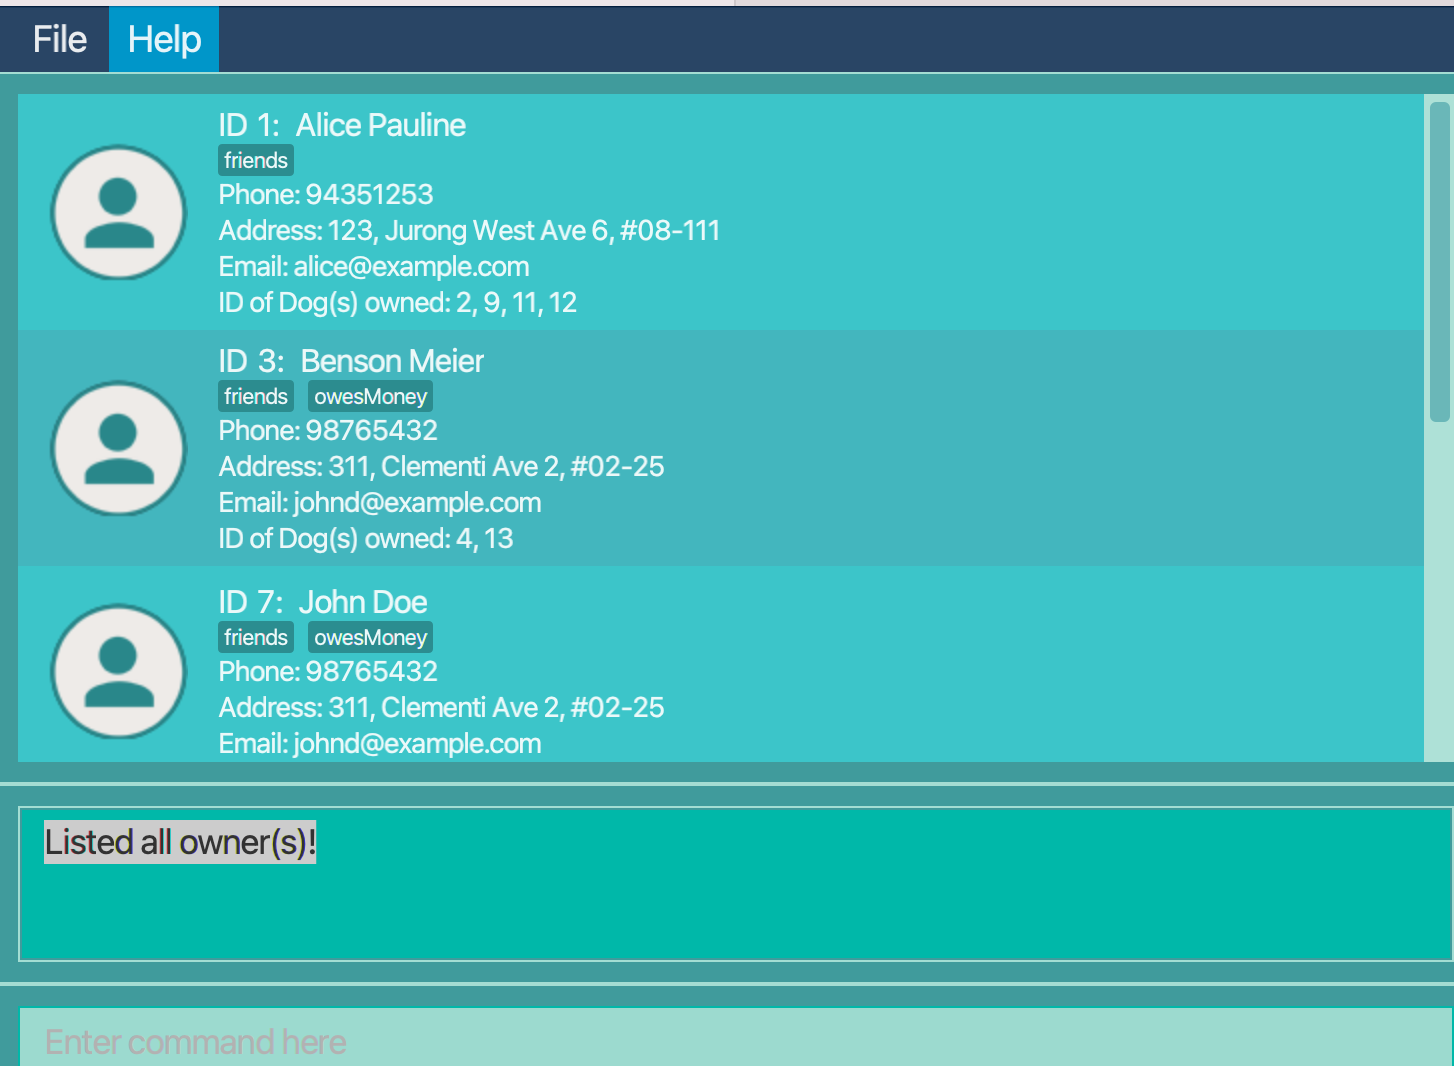 File Help
ID 1: Alice Pauline
friends
Phone: 94351253
Address: 123, Jurong West Ave 6, #08-111
Email: alice@example.com
ID of Dog(s) owned: 2, 9, 11, 12
ID 3: Benson Meier
friends owesMoney
Phone: 98765432
Address: 311, Clementi Ave 2, #02-25
Email: johnd@example.com
ID of Dog(s) owned: 4, 13
ID 7: John Doe
friends owesMoney
Phone: 98765432
Address: 311, Clementi Ave 2, #02-25
Email: johnd@example.com
Listed all owner(s)!
Enter command here